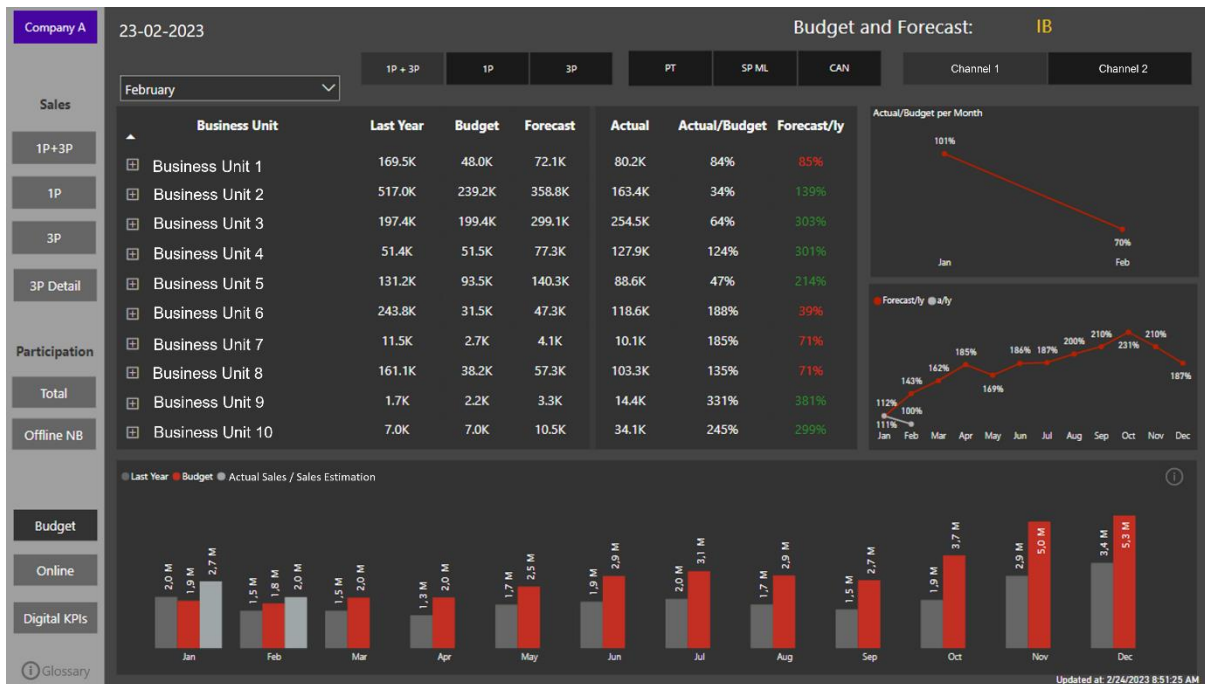 Company A
23-02-2023
Budget and Forecast: IB
1P + 3P 1P 3P PT SP ML CAN Channel 1 Channel 2
February
Sales
1P+3P
1P
3P
3P Detail
Participation
Total
Offline NB
Budget
Online
Digital KPIs
Glossary
Business Unit Last Year Budget Forecast Actual Actual/Budget Forecast/ly
Business Unit 1 169.5K 48.0K 72.1K 80.2K 84% 85%
Business Unit 2 517.0K 239.2K 358.8K 163.4K 34% 139%
Business Unit 3 197.4K 199.4K 299.1K 254.5K 64% 303%
Business Unit 4 51.4K 51.5K 77.3K 127.9K 124% 301%
Business Unit 5 131.2K 93.5K 140.3K 88.6K 47% 214%
Business Unit 6 243.8K 31.5K 47.3K 118.6K 188% 39%
Business Unit 7 11.5K 2.7K 4.1K 10.1K 185% 71%
Business Unit 8 161.1K 38.2K 57.3K 103.3K 135% 71%
Business Unit 9 1.7K 2.2K 3.3K 14.4K 331% 381%
Business Unit 10 7.0K 7.0K 10.5K 34.1K 245% 299%
Actual/Budget per Month
101%
70%
Jan Feb
Forecast/ly a/ly
112% 143% 162% 185% 169% 186% 187% 200% 210% 231% 210% 187%
111% 100%
Jan Feb Mar Apr May Jun Jul Aug Sep Oct Nov Dec
Last Year Budget Actual Sales / Sales Estimation
2,0 M 1,9 M 2,7 M 1,5 M 1,8 M 2,0 M 1,5 M 2,0 M 1,3 M 2,0 M 1,7 M 2,5 M 1,9 M 2,9 M 2,0 M 3,1 M 1,7 M 2,9 M 1,5 M 2,7 M 1,9 M 3,7 M 2,9 M 5,0 M 3,4 M 5,3 M
Jan Feb Mar Apr May Jun Jul Aug Sep Oct Nov Dec
Updated at: 2/24/2023 8:51:25 AM